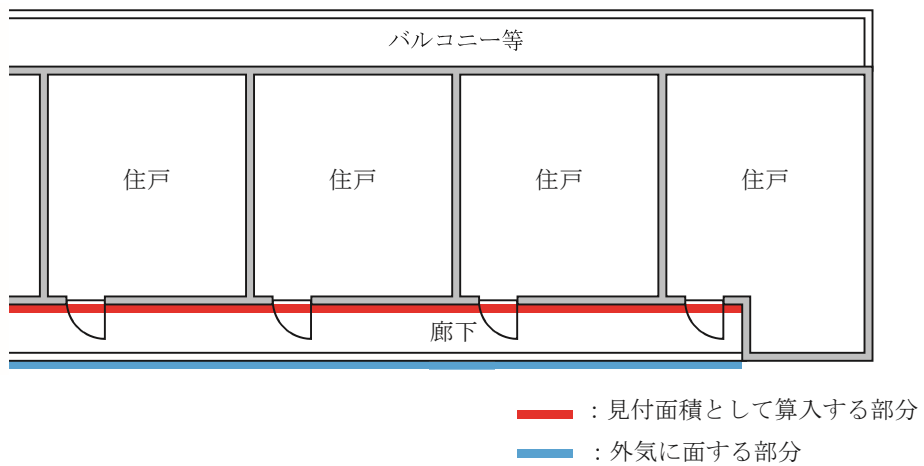 バルコニー等
住戸
住戸
住戸
住戸
廊下
：見付面積として算入する部分
：外気に面する部分